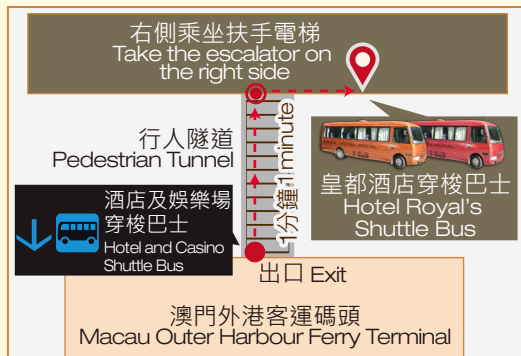 右側乘坐扶手電梯
Take the escalator on
the right side
行人隧道
Pedestrian Tunnel
1分鐘 1 minute
皇都酒店穿梭巴士
Hotel Royal's
Shuttle Bus
酒店及娛樂場
穿梭巴士
Hotel and Casino
Shuttle Bus
出口 Exit
澳門外港客運碼頭
Macau Outer Harbour Ferry Terminal